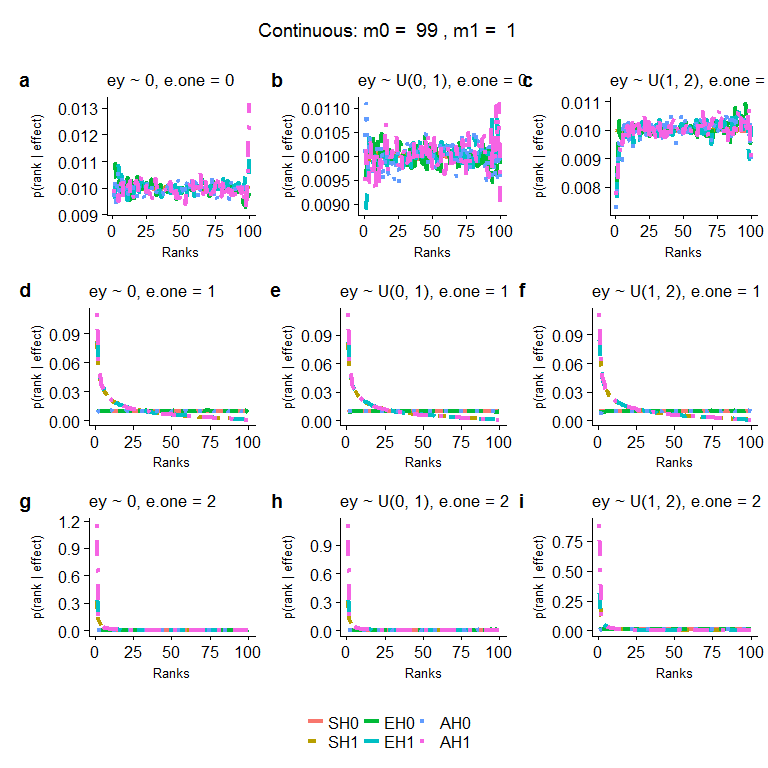 Continuous: m0 = 99 , m1 = 1
a ey ~ 0, e.one = 0
b ey ~ U(0, 1), e.one = 0
c ey ~ U(1, 2), e.one =
p(rank | effect)
0.013
0.012
0.011
0.010
0.009
0 25 50 75 100
Ranks
p(rank | effect)
0.0110
0.0105
0.0100
0.0095
0.0090
0 25 50 75 100
Ranks
p(rank | effect)
0.011
0.010
0.009
0.008
0 25 50 75 100
Ranks
d ey ~ 0, e.one = 1
e ey ~ U(0, 1), e.one = 1
f ey ~ U(1, 2), e.one = 1
p(rank | effect)
0.09
0.06
0.03
0.00
0 25 50 75 100
Ranks
p(rank | effect)
0.09
0.06
0.03
0.00
0 25 50 75 100
Ranks
p(rank | effect)
0.09
0.06
0.03
0.00
0 25 50 75 100
Ranks
g ey ~ 0, e.one = 2
h ey ~ U(0, 1), e.one = 2
i ey ~ U(1, 2), e.one = 2
p(rank | effect)
1.2
0.9
0.6
0.3
0.0
0 25 50 75 100
Ranks
p(rank | effect)
0.9
0.6
0.3
0.0
0 25 50 75 100
Ranks
p(rank | effect)
0.75
0.50
0.25
0.00
0 25 50 75 100
Ranks
SH0 EH0 AH0
SH1 EH1 AH1